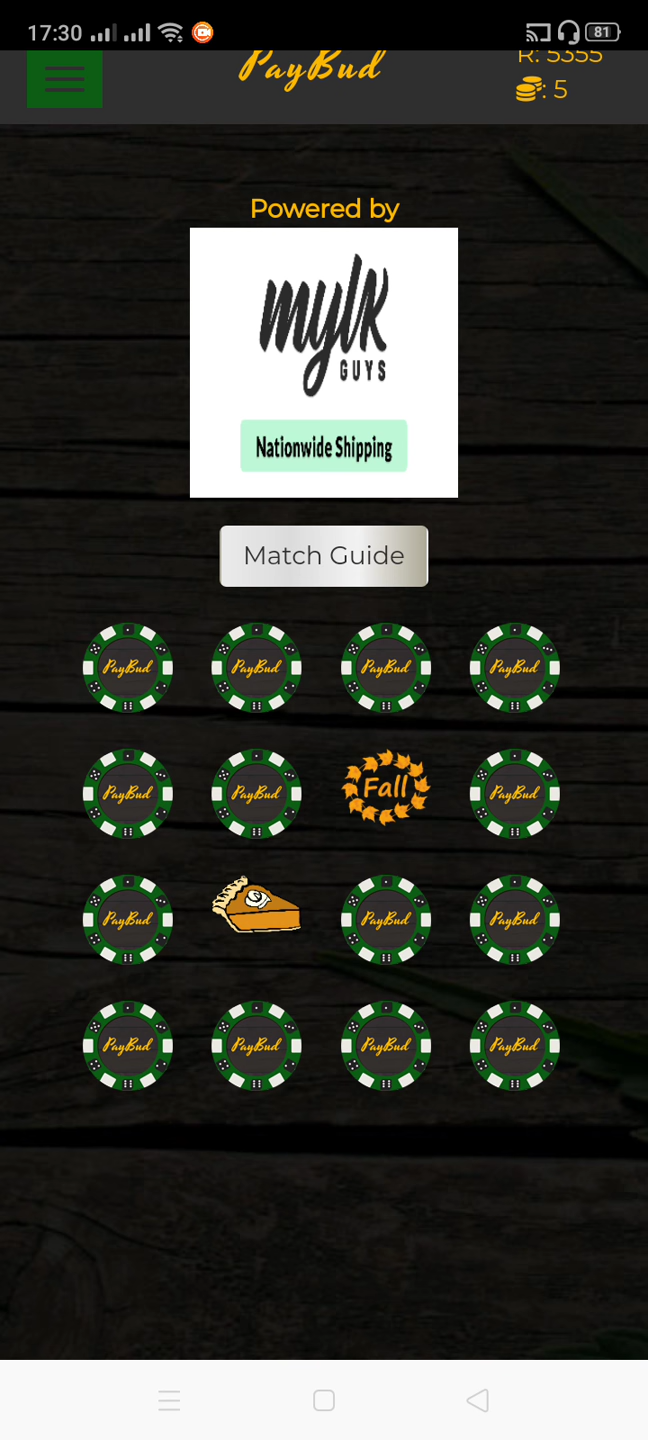 17:30
81
PayBud
R: 5355
: 5
Powered by
mylk
GUYS
Nationwide Shipping
Match Guide
PayBud PayBud PayBud PayBud
PayBud PayBud Fall PayBud
PayBud PayBud PayBud
PayBud PayBud PayBud PayBud